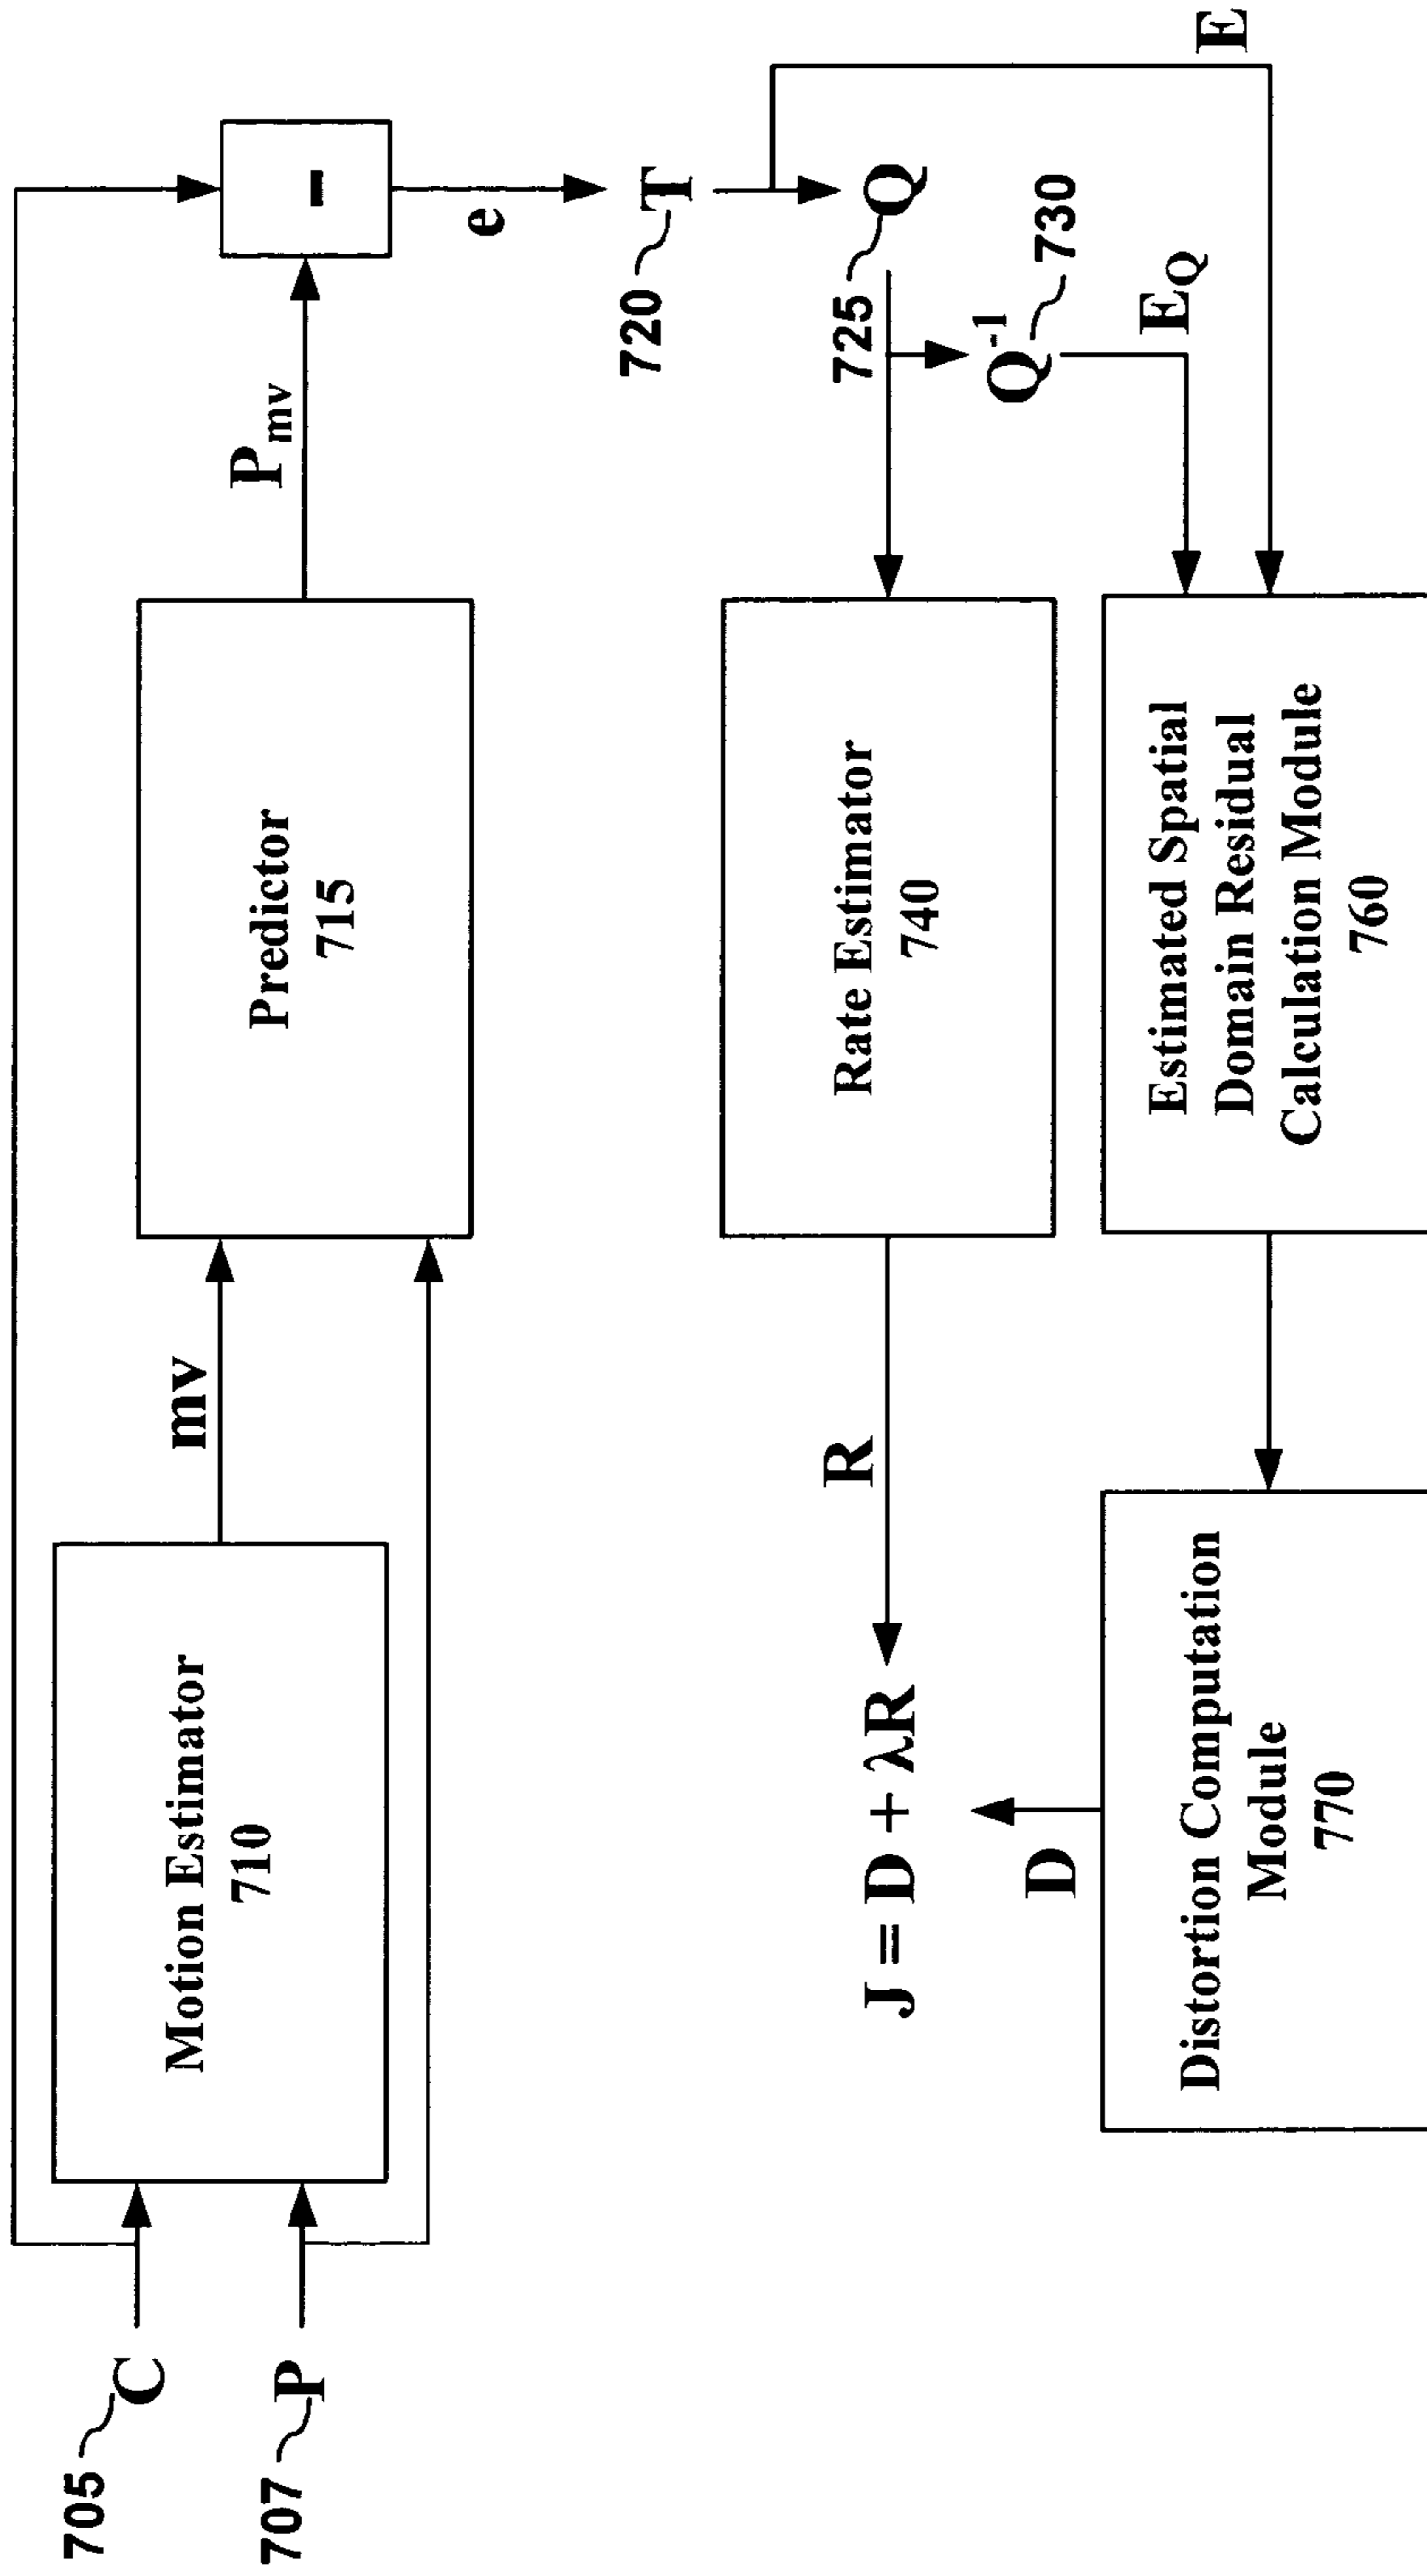 705
C
707
P
Motion Estimator
710
mv
Predictor
715
P
mv
-
e
720
T
725
Q
Q-1
730
EQ
E
Rate Estimator
740
R
J = D + λR
Estimated Spatial
Domain Residual
Calculation Module
760
Distortion Computation
Module
770
D